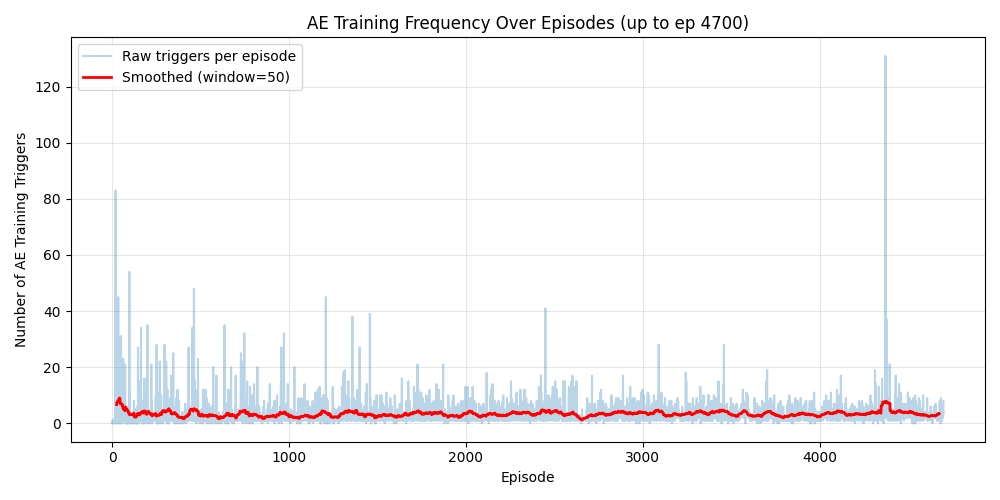 AE Training Frequency Over Episodes (up to ep 4700)
Raw triggers per episode
Smoothed (window=50)
Number of AE Training Triggers
120
100
80
60
40
20
0
0 1000 2000 3000 4000
Episode